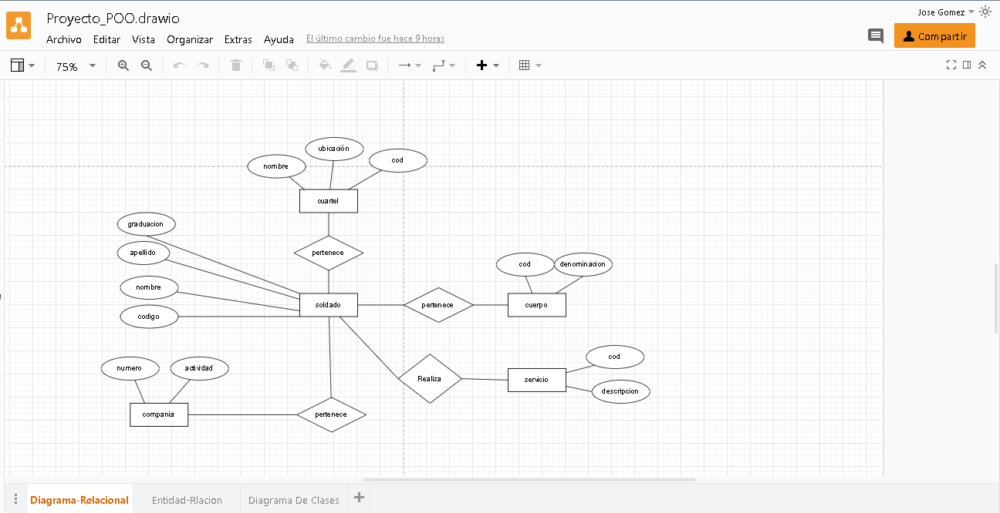 Proyecto_POO.drawio
Jose Gomez
Archivo Editar Vista Organizar Extras Ayuda El último cambio fue hace 9 horas
Compartir
75%
ubicación
nombre
cod
cuartel
graduacion
apellido
pertenece
nombre
codigo
soldado
pertenece
cod
denominacion
cuerpo
numero
actividad
compania
pertenece
Realiza
servicio
cod
descripcion
Diagrama-Relacional Entidad-Rlacion Diagrama De Clases